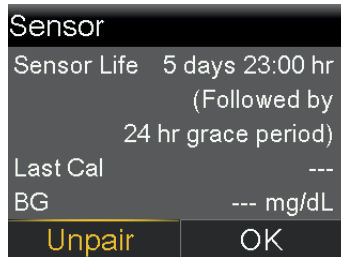 Sensor
Sensor Life 5 days 23:00 hr
(Followed by
24 hr grace period)
Last Cal ---
BG --- mg/dL
Unpair OK